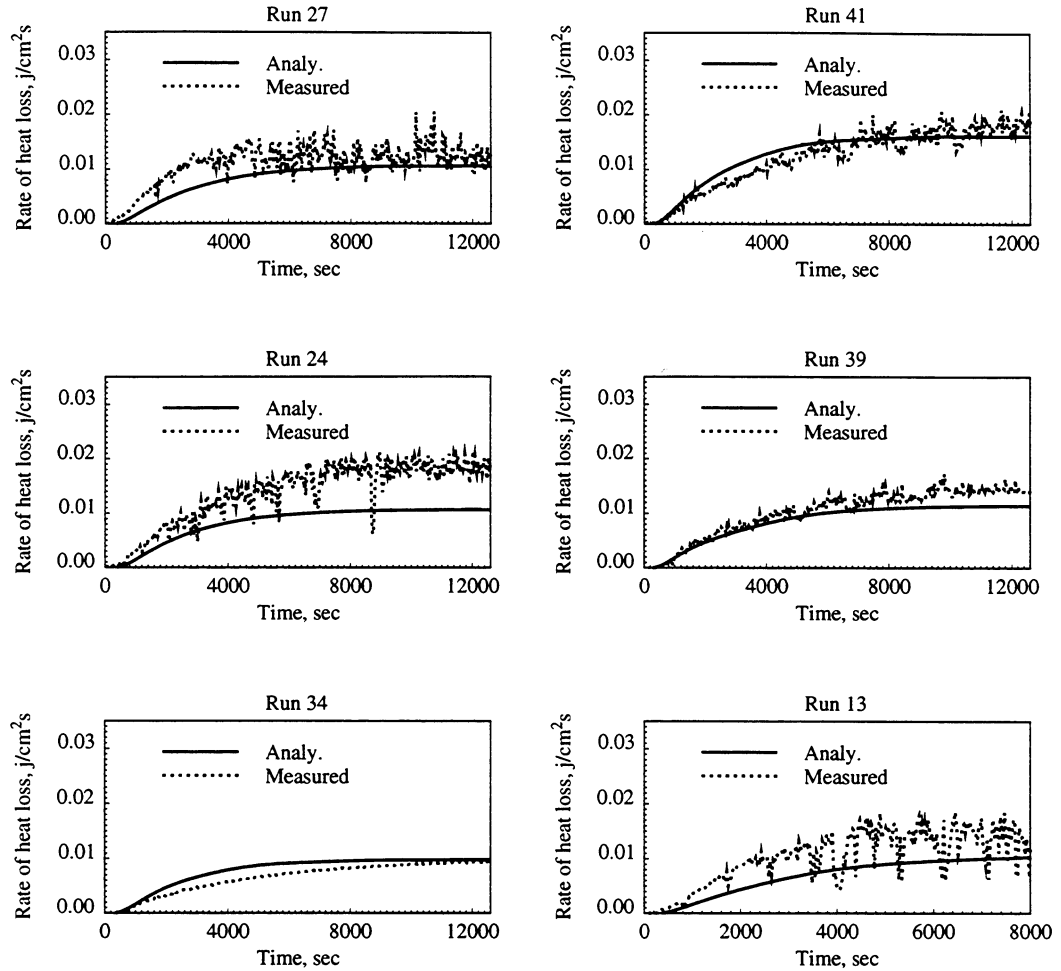 Run 27
Rate of heat loss, j/cm²s
0.03
0.02
0.01
0.00
Analy.
Measured
0 4000 8000 12000
Time, sec
Run 41
Rate of heat loss, j/cm²s
0.03
0.02
0.01
0.00
Analy.
Measured
0 4000 8000 12000
Time, sec
Run 24
Rate of heat loss, j/cm²s
0.03
0.02
0.01
0.00
Analy.
Measured
0 4000 8000 12000
Time, sec
Run 39
Rate of heat loss, j/cm²s
0.03
0.02
0.01
0.00
Analy.
Measured
0 4000 8000 12000
Time, sec
Run 34
Rate of heat loss, j/cm²s
0.03
0.02
0.01
0.00
Analy.
Measured
0 4000 8000 12000
Time, sec
Run 13
Rate of heat loss, j/cm²s
0.03
0.02
0.01
0.00
Analy.
Measured
0 2000 4000 6000 8000
Time, sec